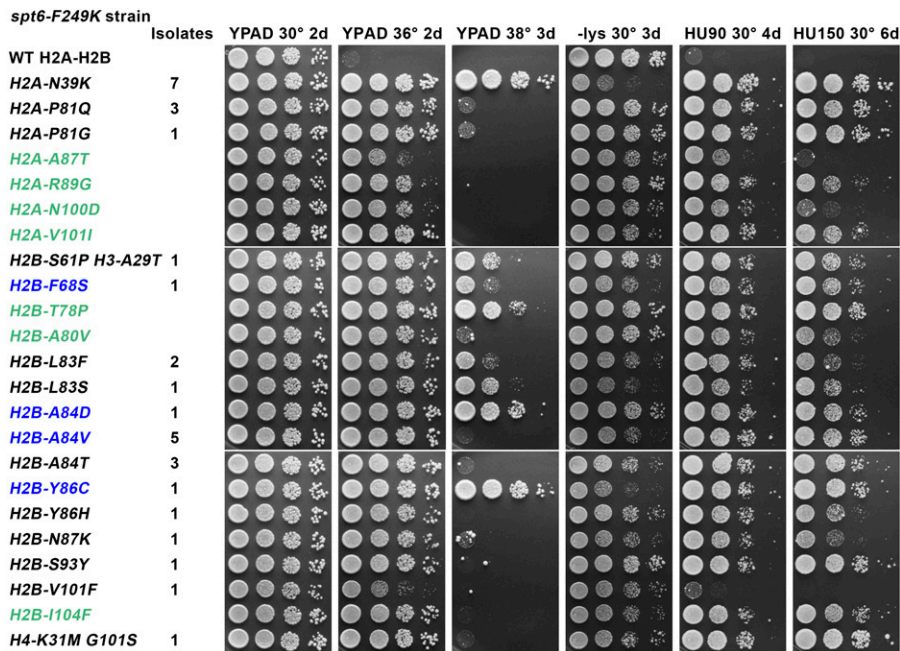 spt6-F249K strain
Isolates YPAD 30° 2d YPAD 36° 2d YPAD 38° 3d -lys 30° 3d HU90 30° 4d HU150 30° 6d
WT H2A-H2B
H2A-N39K 7
H2A-P81Q 3
H2A-P81G 1
H2A-A87T
H2A-R89G
H2A-N100D
H2A-V101I
H2B-S61P H3-A29T 1
H2B-F68S 1
H2B-T78P
H2B-A80V
H2B-L83F 2
H2B-L83S 1
H2B-A84D 1
H2B-A84V 5
H2B-A84T 3
H2B-Y86C 1
H2B-Y86H 1
H2B-N87K 1
H2B-S93Y 1
H2B-V101F 1
H2B-I104F
H4-K31M G101S 1